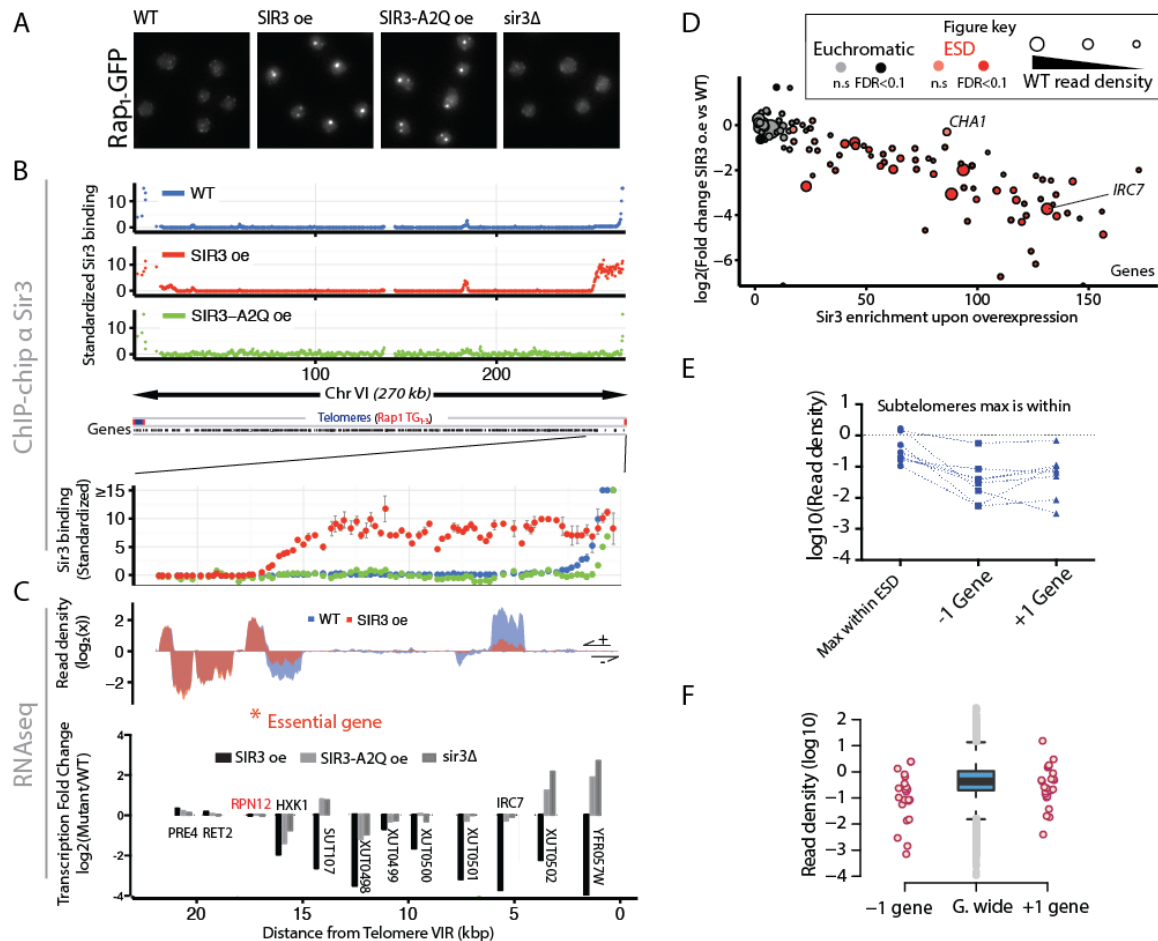 A
WT
SIR3 oe
SIR3-A2Q oe
sir3Δ
Rap1-GFP
B
ChIP-chip α Sir3
Standardized Sir3 binding
WT
10
0
SIR3 oe
10
0
SIR3–A2Q oe
10
0
100
200
Chr VI (270 kb)
Telomeres (Rap1 TG1-3)
Genes
Sir3 binding
(Standardized)
≥15
10
5
0
20
15
10
5
0
C
RNAseq
Read density
(log2(x))
2
0
−2
WT
SIR3 oe
+
-
* Essential gene
Transcription Fold Change
log2(Mutant/WT)
4
2
0
-2
-4
SIR3 oe
SIR3-A2Q oe
sir3Δ
PRE4
RET2
RPN12
HXK1
SUT107
XUT0498
XUT0499
XUT0500
XUT0501
IRC7
XUT0502
YFR057W
20
15
10
5
0
Distance from Telomere VIR (kbp)
D
Figure key
Euchromatic
ESD
n.s
FDR<0.1
n.s
FDR<0.1
WT read density
log2(Fold change SIR3 o.e vs WT)
0
−2
−4
−6
CHA1
IRC7
Genes
0
50
100
150
Sir3 enrichment upon overexpression
E
Subtelomeres max is within
log10(Read density)
1
0
-1
-2
-3
-4
Max within ESD
-1 Gene
+1 Gene
F
Read density (log10)
3
2
1
0
−1
−2
−3
−4
−1 gene
G. wide
+1 gene